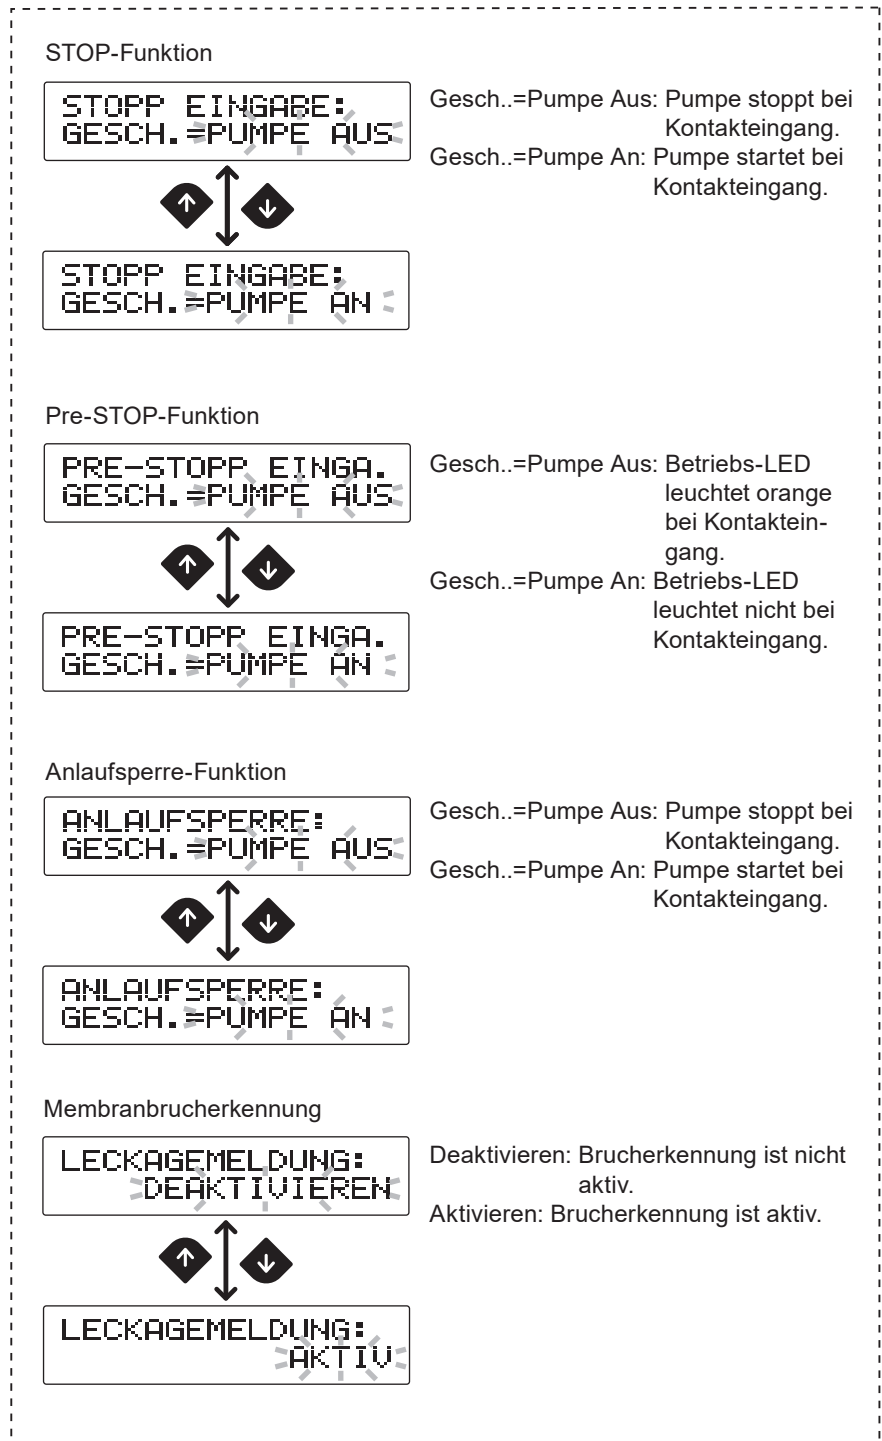 STOP-Funktion
STOPP EINGABE:
GESCH.=PUMPE AUS
Gesch..=Pumpe Aus: Pumpe stoppt bei
Kontakteingang.
Gesch..=Pumpe An: Pumpe startet bei
Kontakteingang.
STOPP EINGABE:
GESCH.=PUMPE AN
Pre-STOP-Funktion
PRE-STOPP EINGA.
GESCH.=PUMPE AUS
Gesch..=Pumpe Aus: Betriebs-LED
leuchtet orange
bei Kontaktein-
gang.
Gesch..=Pumpe An: Betriebs-LED
leuchtet nicht bei
Kontakteingang.
PRE-STOPP EINGA.
GESCH.=PUMPE AN
Anlaufsperre-Funktion
ANLAUFSPERRE:
GESCH.=PUMPE AUS
Gesch..=Pumpe Aus: Pumpe stoppt bei
Kontakteingang.
Gesch..=Pumpe An: Pumpe startet bei
Kontakteingang.
ANLAUFSPERRE:
GESCH.=PUMPE AN
Membranbrucherkennung
LECKAGEMELDUNG:
DEAKTIVIEREN
Deaktivieren: Brucherkennung ist nicht
aktiv.
Aktivieren: Brucherkennung ist aktiv.
LECKAGEMELDUNG:
AKTIV